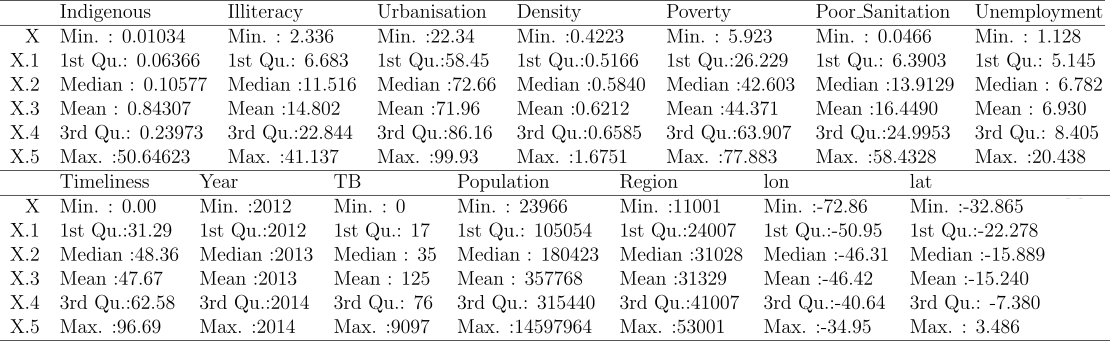 Indigenous Illiteracy Urbanisation Density Poverty Poor_Sanitation Unemployment
X Min. : 0.01034 Min. : 2.336 Min. :22.34 Min. :0.4223 Min. : 5.923 Min. : 0.0466 Min. : 1.128
X.1 1st Qu.: 0.06366 1st Qu.: 6.683 1st Qu.:58.45 1st Qu.:0.5166 1st Qu.:26.229 1st Qu.: 6.3903 1st Qu.: 5.145
X.2 Median : 0.10577 Median :11.516 Median :72.66 Median :0.5840 Median :42.603 Median :13.9129 Median : 6.782
X.3 Mean : 0.84307 Mean :14.802 Mean :71.96 Mean :0.6212 Mean :44.371 Mean :16.4490 Mean : 6.930
X.4 3rd Qu.: 0.23973 3rd Qu.:22.844 3rd Qu.:86.16 3rd Qu.:0.6585 3rd Qu.:63.907 3rd Qu.:24.9953 3rd Qu.: 8.405
X.5 Max. :50.64623 Max. :41.137 Max. :99.93 Max. :1.6751 Max. :77.883 Max. :58.4328 Max. :20.438
Timeliness Year TB Population Region lon lat
X Min. : 0.00 Min. :2012 Min. : 0 Min. : 23966 Min. :11001 Min. :-72.86 Min. :-32.865
X.1 1st Qu.:31.29 1st Qu.:2012 1st Qu.: 17 1st Qu.: 105054 1st Qu.:24007 1st Qu.:-50.95 1st Qu.:-22.278
X.2 Median :48.36 Median :2013 Median : 35 Median : 180423 Median :31028 Median :-46.31 Median :-15.889
X.3 Mean :47.67 Mean :2013 Mean : 125 Mean : 357768 Mean :31329 Mean :-46.42 Mean :-15.240
X.4 3rd Qu.:62.58 3rd Qu.:2014 3rd Qu.: 76 3rd Qu.: 315440 3rd Qu.:41007 3rd Qu.:-40.64 3rd Qu.: -7.380
X.5 Max. :96.69 Max. :2014 Max. :9097 Max. :14597964 Max. :53001 Max. :-34.95 Max. : 3.486